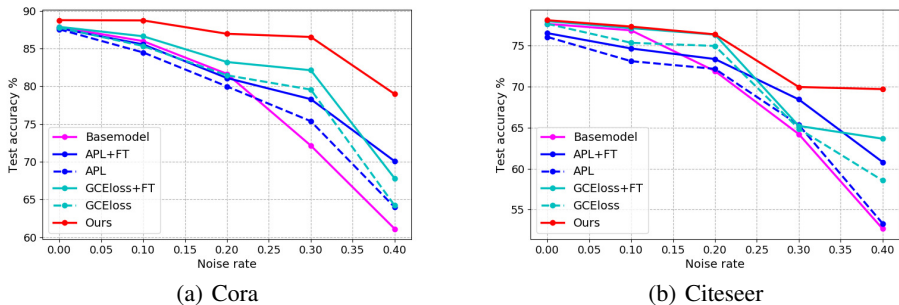 90
85
80
75
70
65
60
Test accuracy %
Basemodel
APL+FT
APL
GCEloss+FT
GCEloss
Ours
0.00 0.05 0.10 0.15 0.20 0.25 0.30 0.35 0.40
Noise rate
(a) Cora
75
70
65
60
55
Test accuracy %
Basemodel
APL+FT
APL
GCEloss+FT
GCEloss
Ours
0.00 0.05 0.10 0.15 0.20 0.25 0.30 0.35 0.40
Noise rate
(b) Citeseer